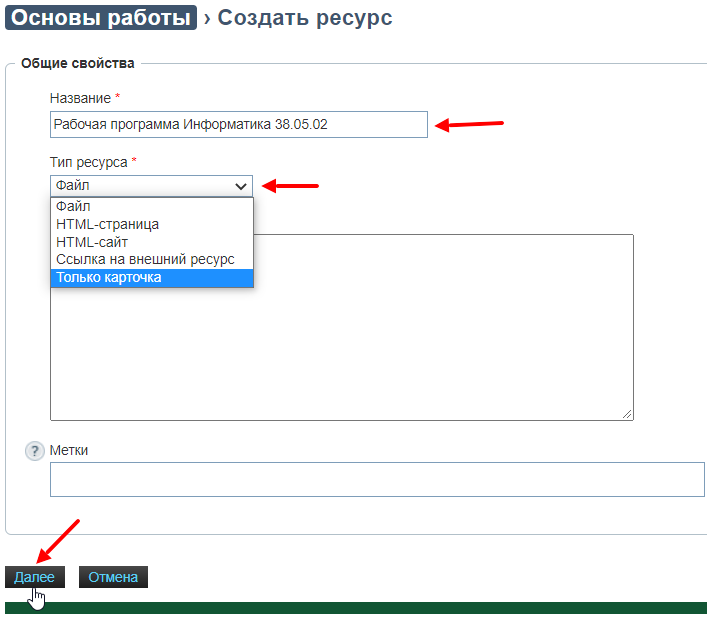 Основы работы › Создать ресурс
Общие свойства
Название *
Рабочая программа Информатика 38.05.02
Тип ресурса *
Файл
Файл
HTML-страница
HTML-сайт
Ссылка на внешний ресурс
Только карточка
? Метки
Далее Отмена